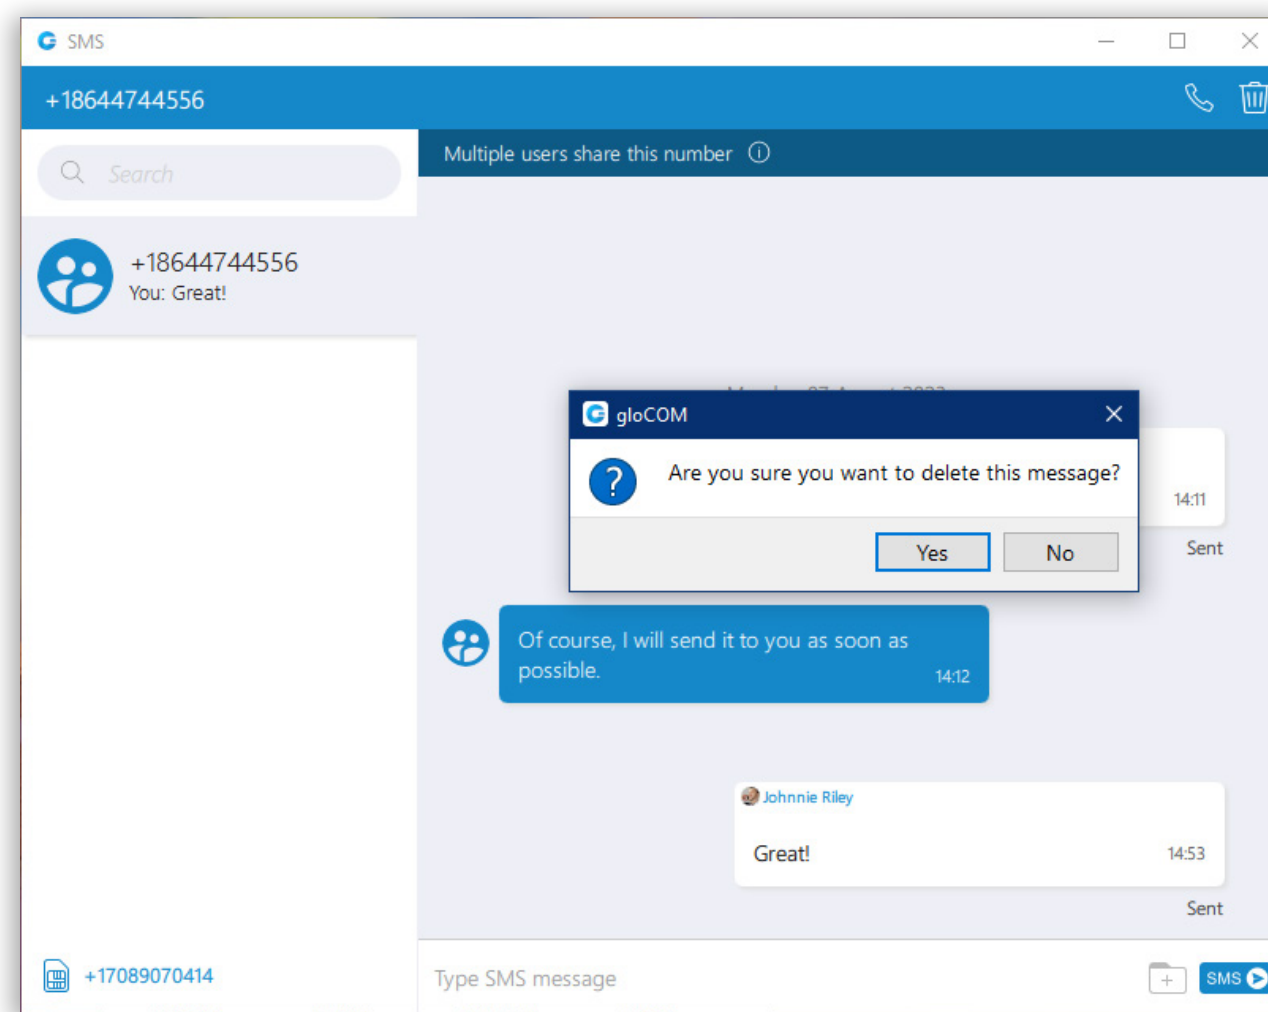 SMS
+18644744556
Search
Multiple users share this number
+18644744556
You: Great!
gloCOM
Are you sure you want to delete this message?
Yes
No
14:11
Sent
Of course, I will send it to you as soon as
possible.
14:12
Johnnie Riley
Great!
14:53
Sent
+17089070414
Type SMS message
SMS